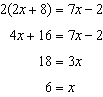 2(2x + 8) = 7x − 2
4x + 16 = 7x − 2
18 = 3x
6 = x